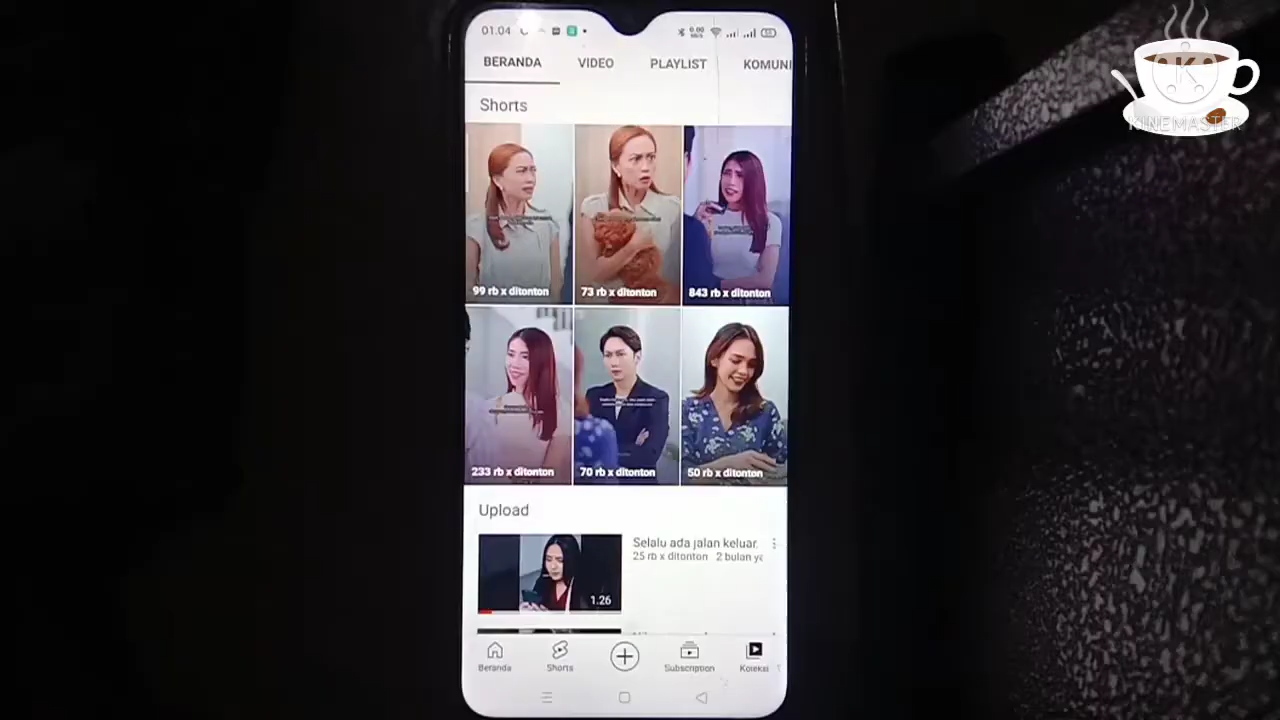 01.04
BERANDA VIDEO PLAYLIST KOMUNI
Shorts
99 rb x ditonton
73 rb x ditonton
843 rb x ditonton
233 rb x ditonton
70 rb x ditonton
50 rb x ditonton
Upload
Selalu ada jalan keluar.
25 rb x ditonton 2 bulan ya
1.26
Beranda Shorts Subscription Koleksi
K
KINEMASTER